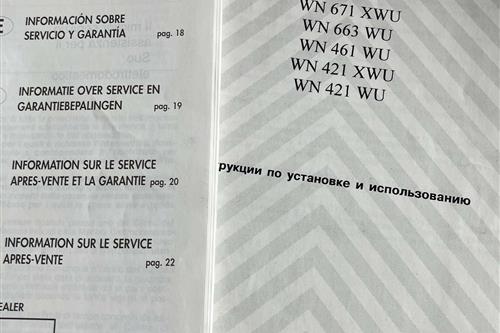 E
INFORMACIÓN SOBRE
SERVICIO Y GARANTÍA pag. 18
INFORMATIE OVER SERVICE EN
GARANTIEBEPALINGEN pag. 19
INFORMATION SUR LE SERVICE
APRES-VENTE ET LA GARANTIE pag. 20
INFORMATION SUR LE SERVICE
APRES-VENTE pag. 22
EALER
WN 671 XWU
WN 663 WU
WN 461 WU
WN 421 XWU
WN 421 WU
рукции по установке и использованию